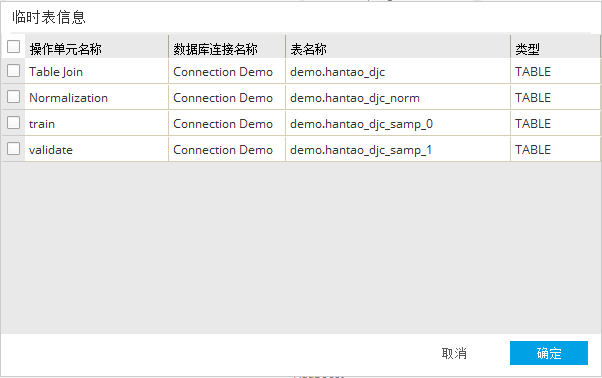 临时表信息
操作单元名称 数据库连接名称 表名称 类型
Table Join Connection Demo demo.hantao_djc TABLE
Normalization Connection Demo demo.hantao_djc_norm TABLE
train Connection Demo demo.hantao_djc_samp_0 TABLE
validate Connection Demo demo.hantao_djc_samp_1 TABLE
取消 确定